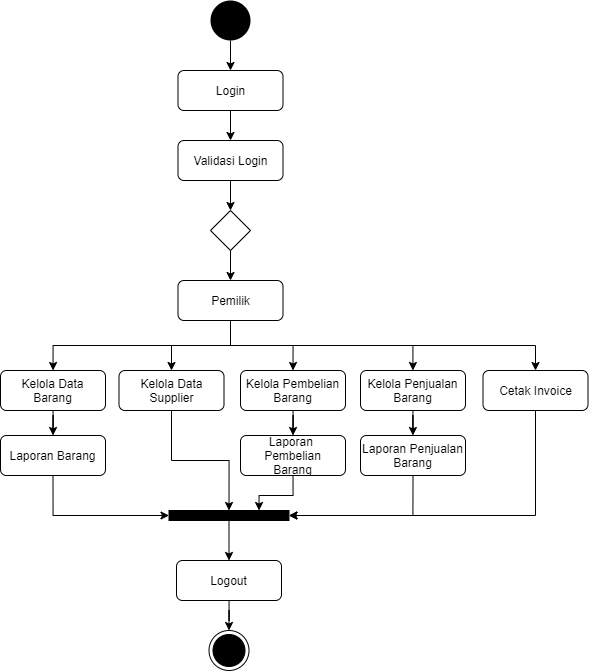 Login
Validasi Login
Pemilik
Kelola Data
Barang
Kelola Data
Supplier
Kelola Pembelian
Barang
Kelola Penjualan
Barang
Cetak Invoice
Laporan Barang
Laporan
Pembelian
Barang
Laporan Penjualan
Barang
Logout